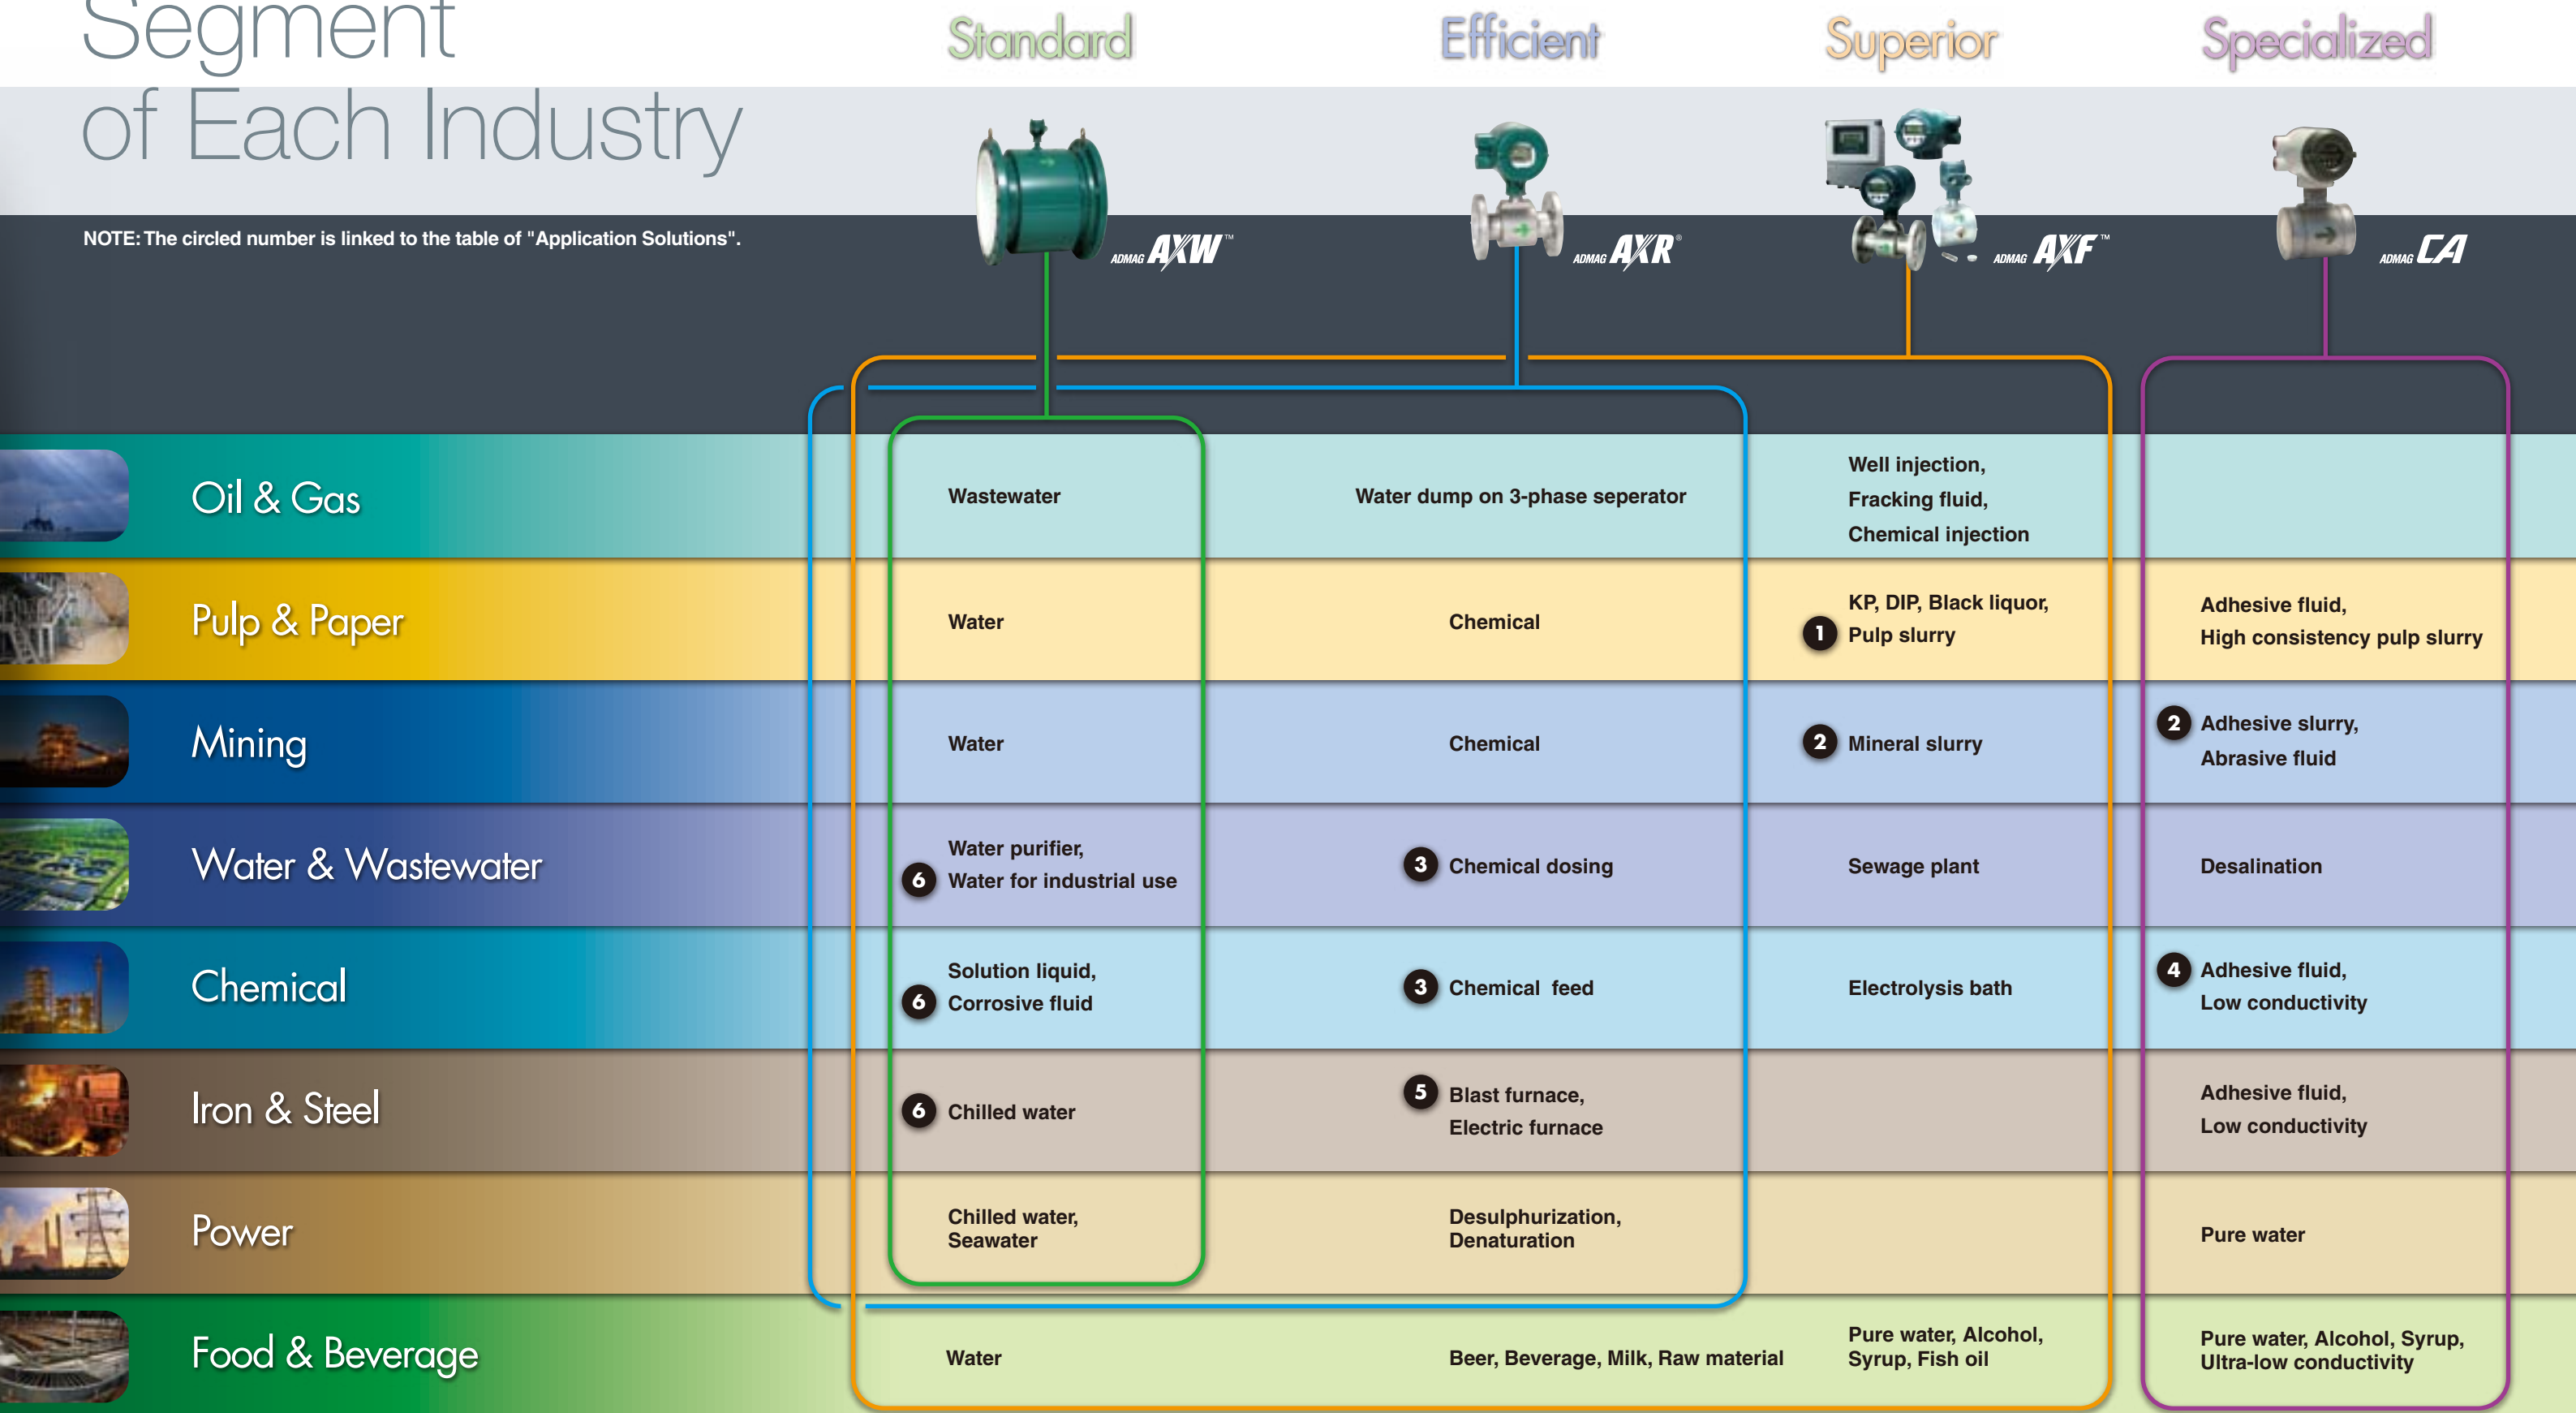 Segment
of Each Industry
Standard
Efficient
Superior
Specialized
NOTE: The circled number is linked to the table of "Application Solutions".
ADMAG AXW™
ADMAG AXR®
ADMAG AXF™
ADMAG CA
Oil & Gas
Wastewater
Water dump on 3-phase seperator
Well injection,
Fracking fluid,
Chemical injection
Pulp & Paper
Water
Chemical
KP, DIP, Black liquor,
1 Pulp slurry
Adhesive fluid,
High consistency pulp slurry
Mining
Water
Chemical
2 Mineral slurry
2 Adhesive slurry,
Abrasive fluid
Water & Wastewater
Water purifier,
6 Water for industrial use
3 Chemical dosing
Sewage plant
Desalination
Chemical
Solution liquid,
6 Corrosive fluid
3 Chemical feed
Electrolysis bath
4 Adhesive fluid,
Low conductivity
Iron & Steel
6 Chilled water
5 Blast furnace,
Electric furnace
Adhesive fluid,
Low conductivity
Power
Chilled water,
Seawater
Desulphurization,
Denaturation
Pure water
Food & Beverage
Water
Beer, Beverage, Milk, Raw material
Pure water, Alcohol,
Syrup, Fish oil
Pure water, Alcohol, Syrup,
Ultra-low conductivity